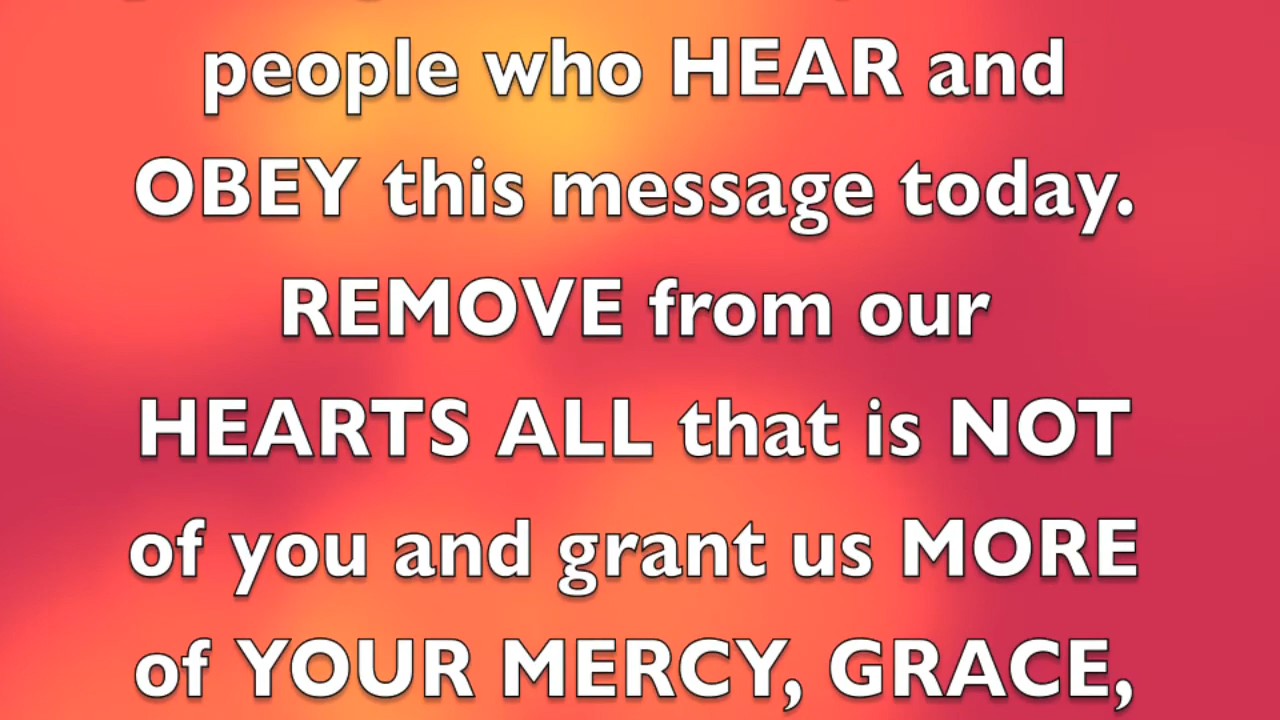 people who HEAR and
OBEY this message today.
REMOVE from our
HEARTS ALL that is NOT
of you and grant us MORE
of YOUR MERCY, GRACE,